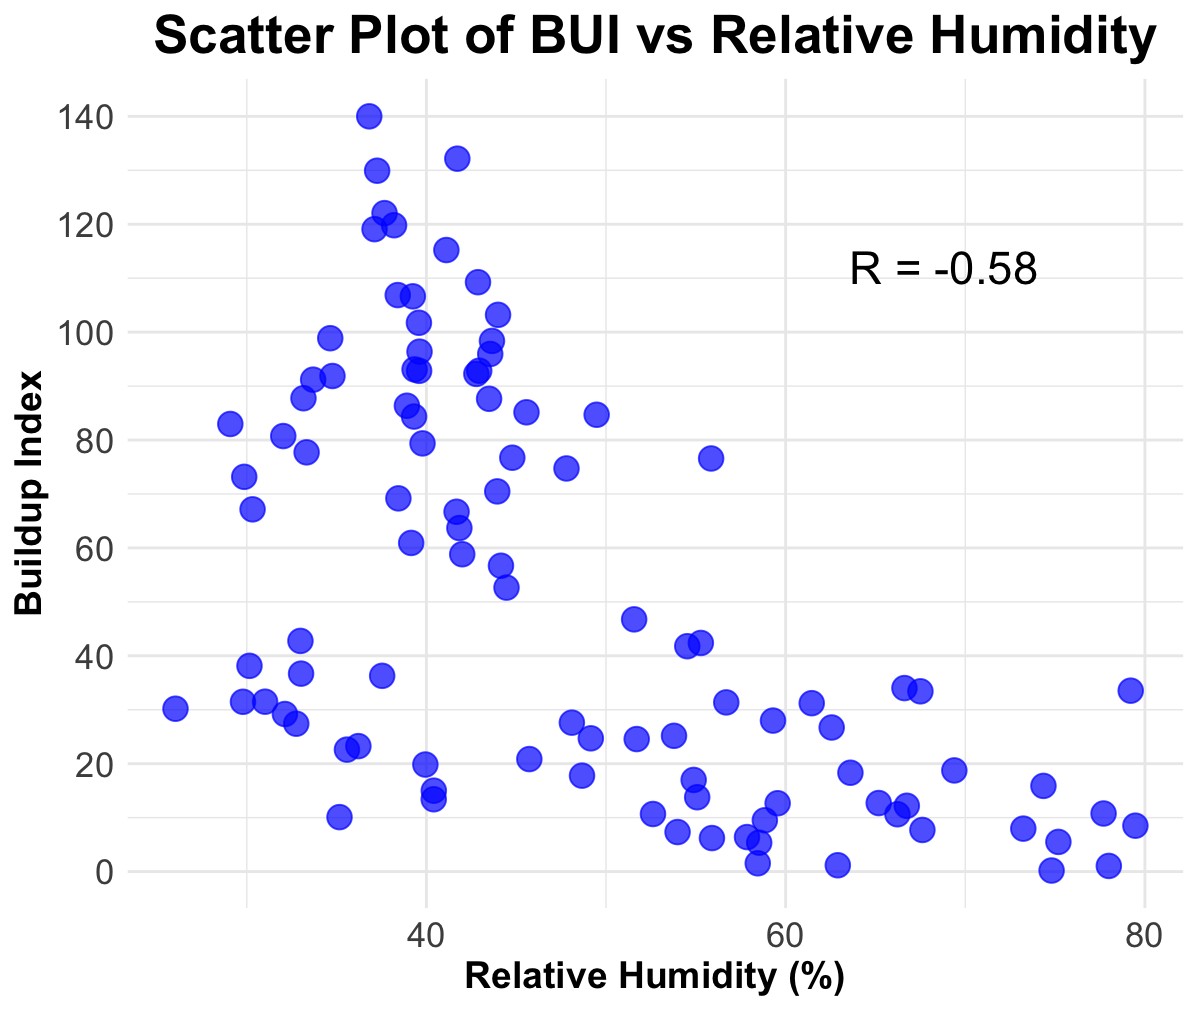 Scatter Plot of BUI vs Relative Humidity
140
120
100
80
60
40
20
0
Buildup Index
R = -0.58
40 60 80
Relative Humidity (%)